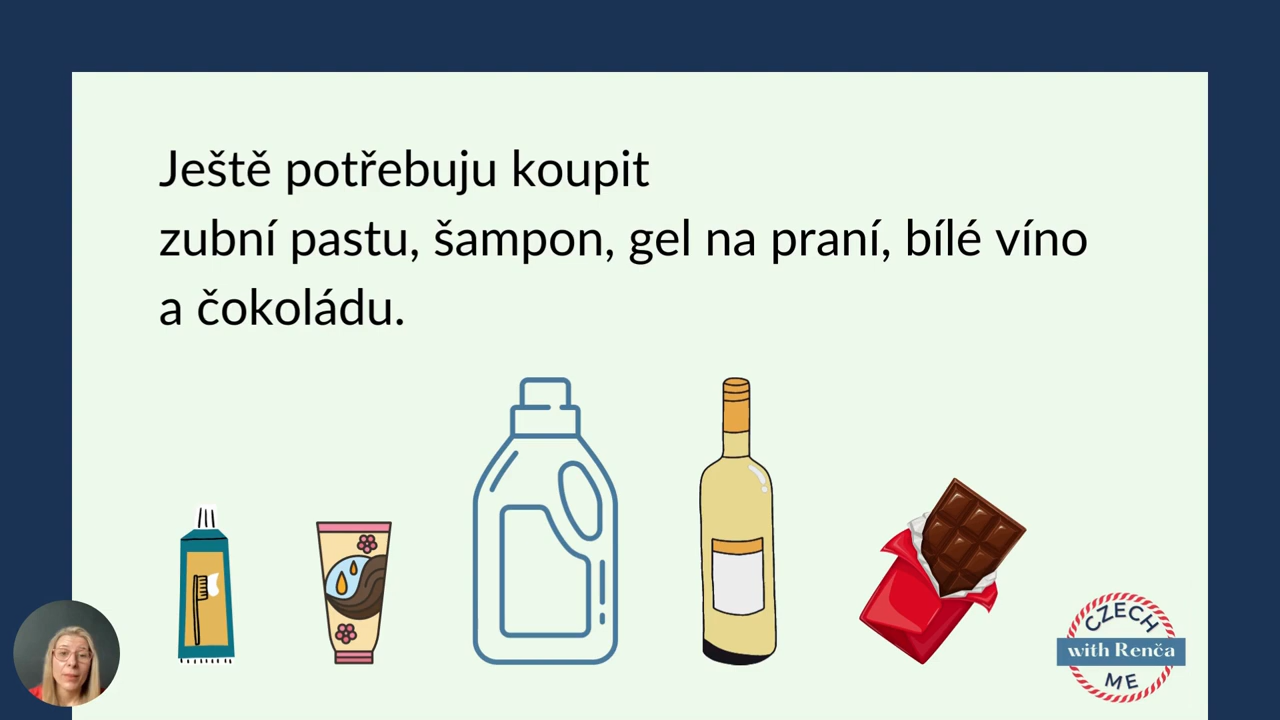 Ještě potřebuju koupit
zubní pastu, šampon, gel na praní, bílé víno
a čokoládu.
CZECH
with Renča
ME